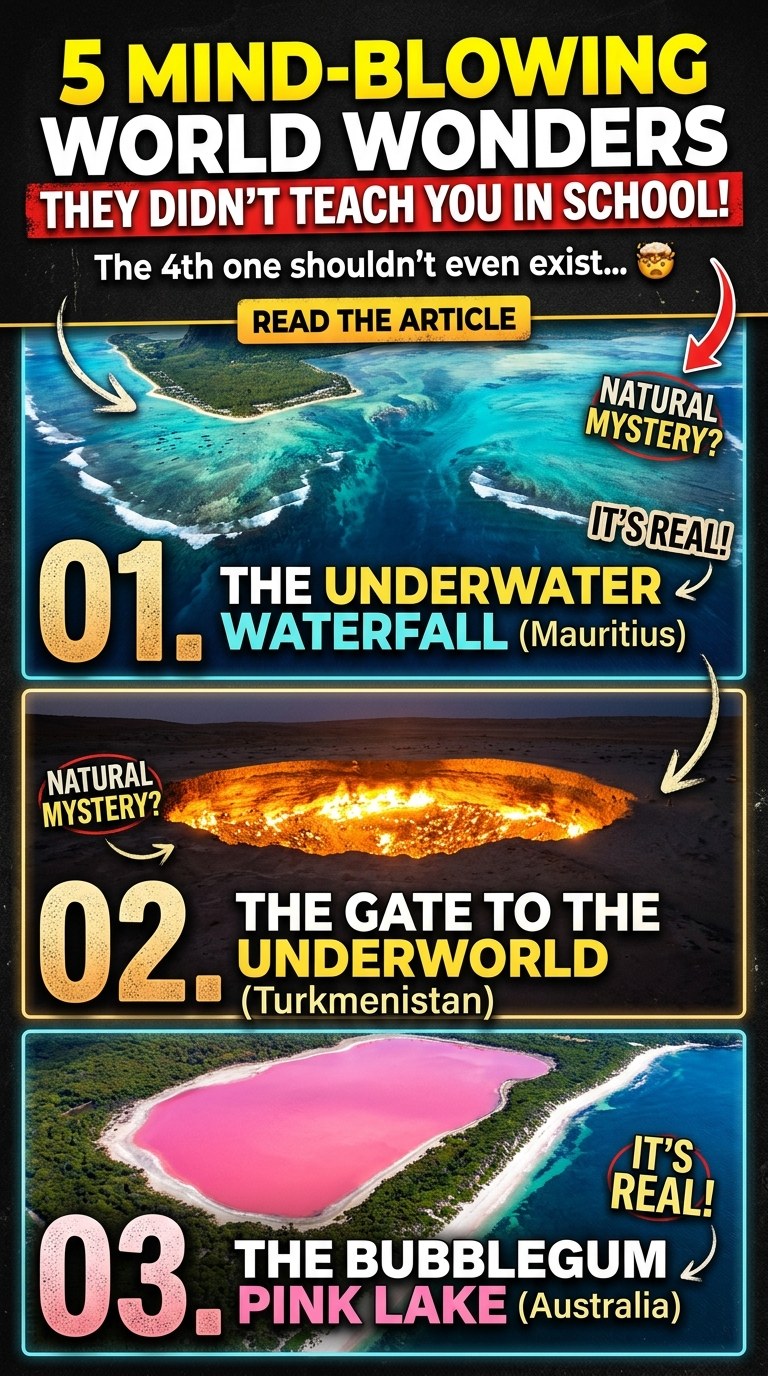 5 MIND-BLOWING
WORLD WONDERS
THEY DIDN'T TEACH YOU IN SCHOOL!
The 4th one shouldn't even exist... 🤯
READ THE ARTICLE
NATURAL
MYSTERY?
IT'S REAL!
01.
THE UNDERWATER
WATERFALL (Mauritius)
NATURAL
MYSTERY?
02.
THE GATE TO THE
UNDERWORLD
(Turkmenistan)
IT'S
REAL!
03.
THE BUBBLEGUM
PINK LAKE (Australia)